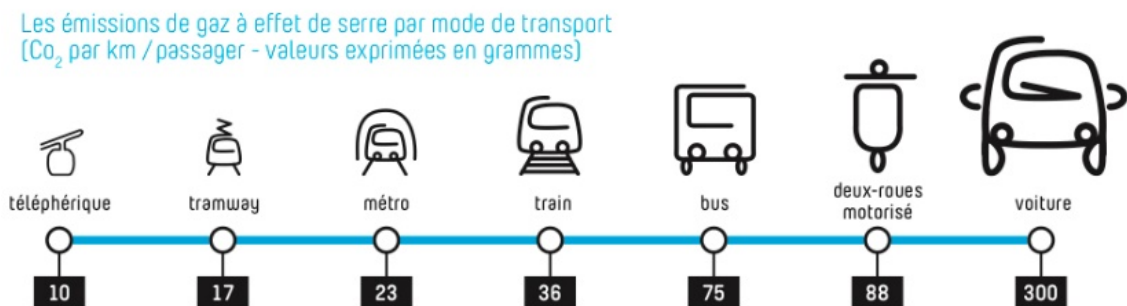 Les émissions de gaz à effet de serre par mode de transport
(Co₂ par km / passager - valeurs exprimées en grammes)
téléphérique
tramway
métro
train
bus
deux-roues
motorisé
voiture
10
17
23
36
75
88
300